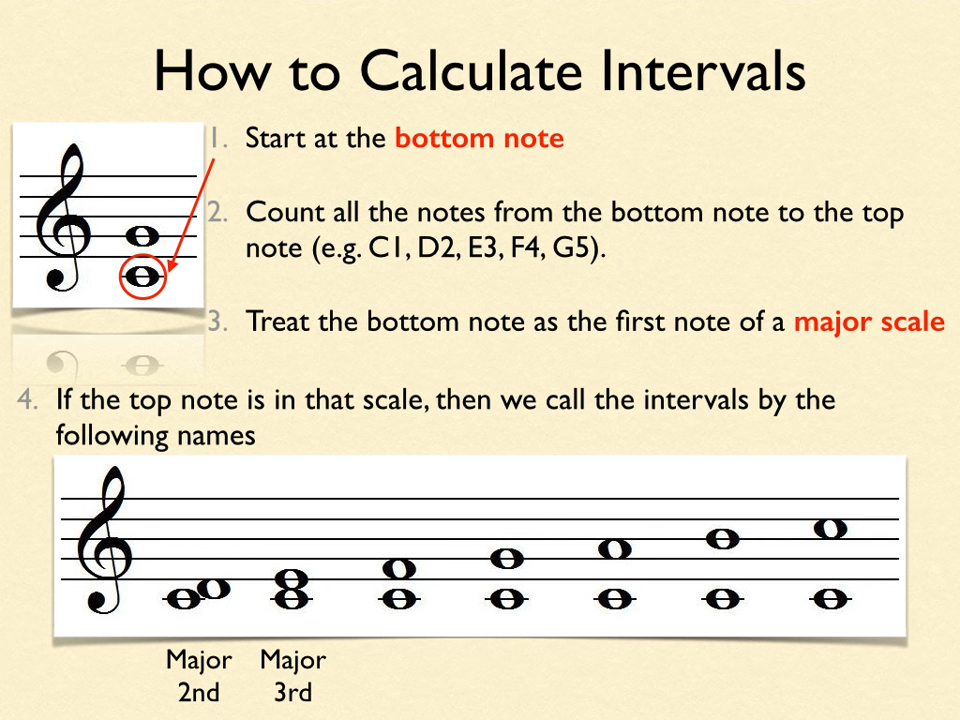 How to Calculate Intervals
1. Start at the bottom note
2. Count all the notes from the bottom note to the top
note (e.g. C1, D2, E3, F4, G5).
3. Treat the bottom note as the first note of a major scale
4. If the top note is in that scale, then we call the intervals by the
following names
Major Major
2nd 3rd